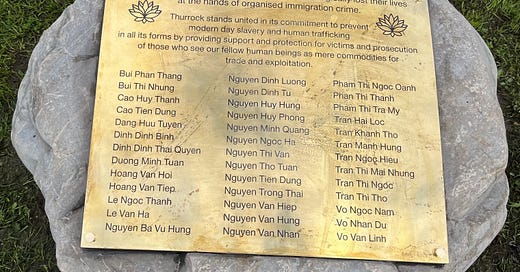 lost their lives
at the hands of organised immigration crime.
Thurrock stands united in its commitment to prevent
modern day slavery and human trafficking
in all its forms by providing support and protection for victims and prosecution
of those who see our fellow human beings as mere commodities for
trade and exploitation.
Bui Phan Thang
Bui Thi Nhung
Cao Huy Thanh
Cao Tien Dung
Dang Huu Tuyen
Dinh Dinh Binh
Dinh Dinh Thai Quyen
Duong Minh Tuan
Hoang Van Hoi
Hoang Van Tiep
Le Ngoc Thanh
Le Van Ha
Nguyen Ba Vu Hung
Nguyen Dinh Luong
Nguyen Dinh Tu
Nguyen Huy Hung
Nguyen Huy Phong
Nguyen Minh Quang
Nguyen Ngoc Ha
Nguyen Thi Van
Nguyen Tho Tuan
Nguyen Tien Dung
Nguyen Trong Thai
Nguyen Van Hiep
Nguyen Van Hung
Nguyen Van Nhan
Pham Thi Ngoc Oanh
Phan Thi Thanh
Pham Thi Tra My
Tran Hai Loc
Tran Khanh Tho
Tran Manh Hung
Tran Ngoc Hieu
Tran Thi Mai Nhung
Tran Thi Ngoc
Tran Thi Tho
Vo Ngoc Nam
Vo Nhan Du
Vo Van Linh